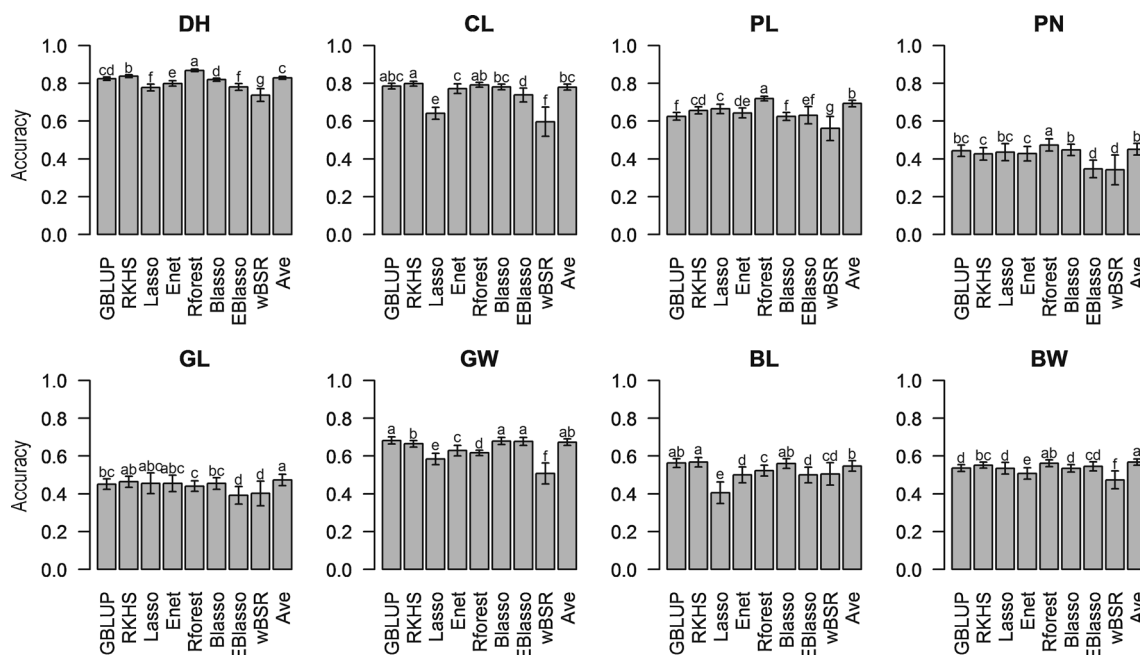 DH CL PL PN
Accuracy
1.0 1.0 1.0 1.0
0.8 0.8 0.8 0.8
0.6 0.6 0.6 0.6
0.4 0.4 0.4 0.4
0.2 0.2 0.2 0.2
0.0 0.0 0.0 0.0
cd b f e a d f g c
abc a e c ab bc d f bc
f cd c de a f ef g b
bc c bc c a b d d b
GBLUP RKHS Lasso Enet Rforest Blasso EBlasso wBSR Ave
GBLUP RKHS Lasso Enet Rforest Blasso EBlasso wBSR Ave
GBLUP RKHS Lasso Enet Rforest Blasso EBlasso wBSR Ave
GBLUP RKHS Lasso Enet Rforest Blasso EBlasso wBSR Ave
GL GW BL BW
Accuracy
1.0 1.0 1.0 1.0
0.8 0.8 0.8 0.8
0.6 0.6 0.6 0.6
0.4 0.4 0.4 0.4
0.2 0.2 0.2 0.2
0.0 0.0 0.0 0.0
bc ab abc abc c bc d d a
a b e c d a a f ab
ab a e d c ab d cd b
d bc d e ab d cd f a
GBLUP RKHS Lasso Enet Rforest Blasso EBlasso wBSR Ave
GBLUP RKHS Lasso Enet Rforest Blasso EBlasso wBSR Ave
GBLUP RKHS Lasso Enet Rforest Blasso EBlasso wBSR Ave
GBLUP RKHS Lasso Enet Rforest Blasso EBlasso wBSR Ave